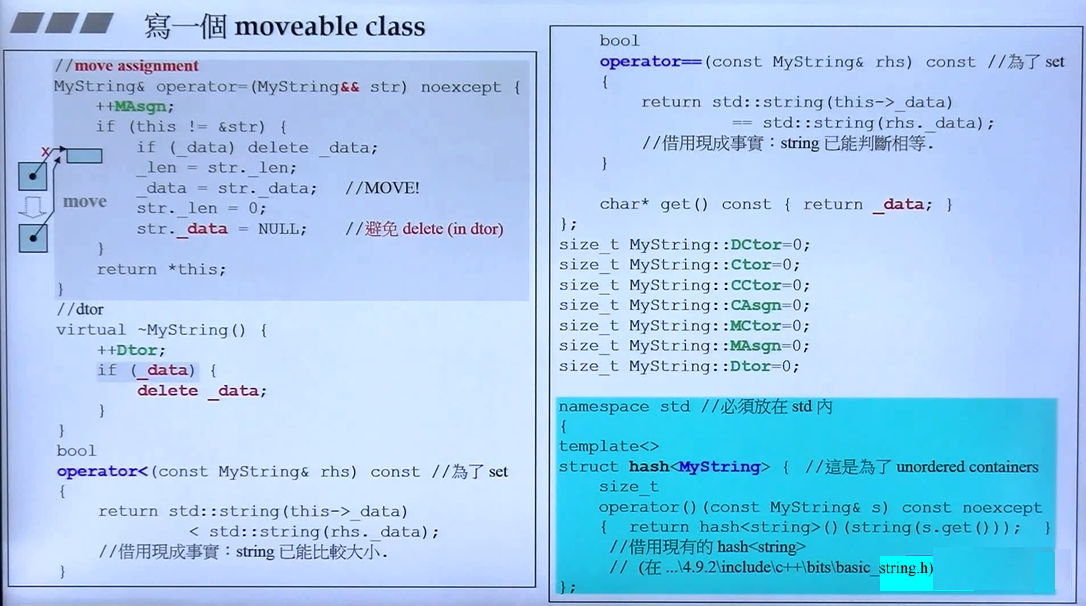 寫一個 moveable class
//move assignment
MyString& operator=(MyString&& str) noexcept {
++MAsgn;
if (this != &str) {
if (_data) delete _data;
_len = str._len;
_data = str._data; //MOVE!
str._len = 0;
str._data = NULL; //避免 delete (in dtor)
}
return *this;
}
x
move
//dtor
virtual ~MyString() {
++Dtor;
if (_data) {
delete _data;
}
}
bool
operator<(const MyString& rhs) const //為了 set
{
return std::string(this->_data)
< std::string(rhs._data);
//借用現成事實：string 已能比較大小.
}
bool
operator==(const MyString& rhs) const //為了 set
{
return std::string(this->_data)
== std::string(rhs._data);
//借用現成事實：string 已能判斷相等.
}
char* get() const { return _data; }
};
size_t MyString::DCtor=0;
size_t MyString::Ctor=0;
size_t MyString::CCtor=0;
size_t MyString::CAsgn=0;
size_t MyString::MCtor=0;
size_t MyString::MAsgn=0;
size_t MyString::Dtor=0;
namespace std //必須放在 std 內
{
template<>
struct hash<MyString> { //這是為了 unordered containers
size_t
operator()(const MyString& s) const noexcept
{ return hash<string>()(string(s.get())); }
//借用現有的 hash<string>
// (在 ...\4.9.2\include\c++\bits\basic_string.h)
};